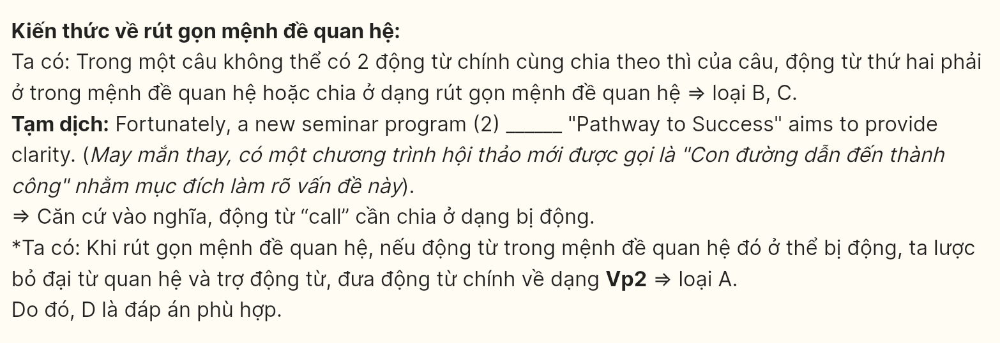 Kiến thức về rút gọn mệnh đề quan hệ:
Ta có: Trong một câu không thể có 2 động từ chính cùng chia theo thì của câu, động từ thứ hai phải
ở trong mệnh đề quan hệ hoặc chia ở dạng rút gọn mệnh đề quan hệ ⇒ loại B, C.
Tạm dịch: Fortunately, a new seminar program (2) ______ "Pathway to Success" aims to provide
clarity. (May mắn thay, có một chương trình hội thảo mới được gọi là "Con đường dẫn đến thành
công" nhằm mục đích làm rõ vấn đề này).
⇒ Căn cứ vào nghĩa, động từ “call” cần chia ở dạng bị động.
*Ta có: Khi rút gọn mệnh đề quan hệ, nếu động từ trong mệnh đề quan hệ đó ở thể bị động, ta lược
bỏ đại từ quan hệ và trợ động từ, đưa động từ chính về dạng Vp2 ⇒ loại A.
Do đó, D là đáp án phù hợp.